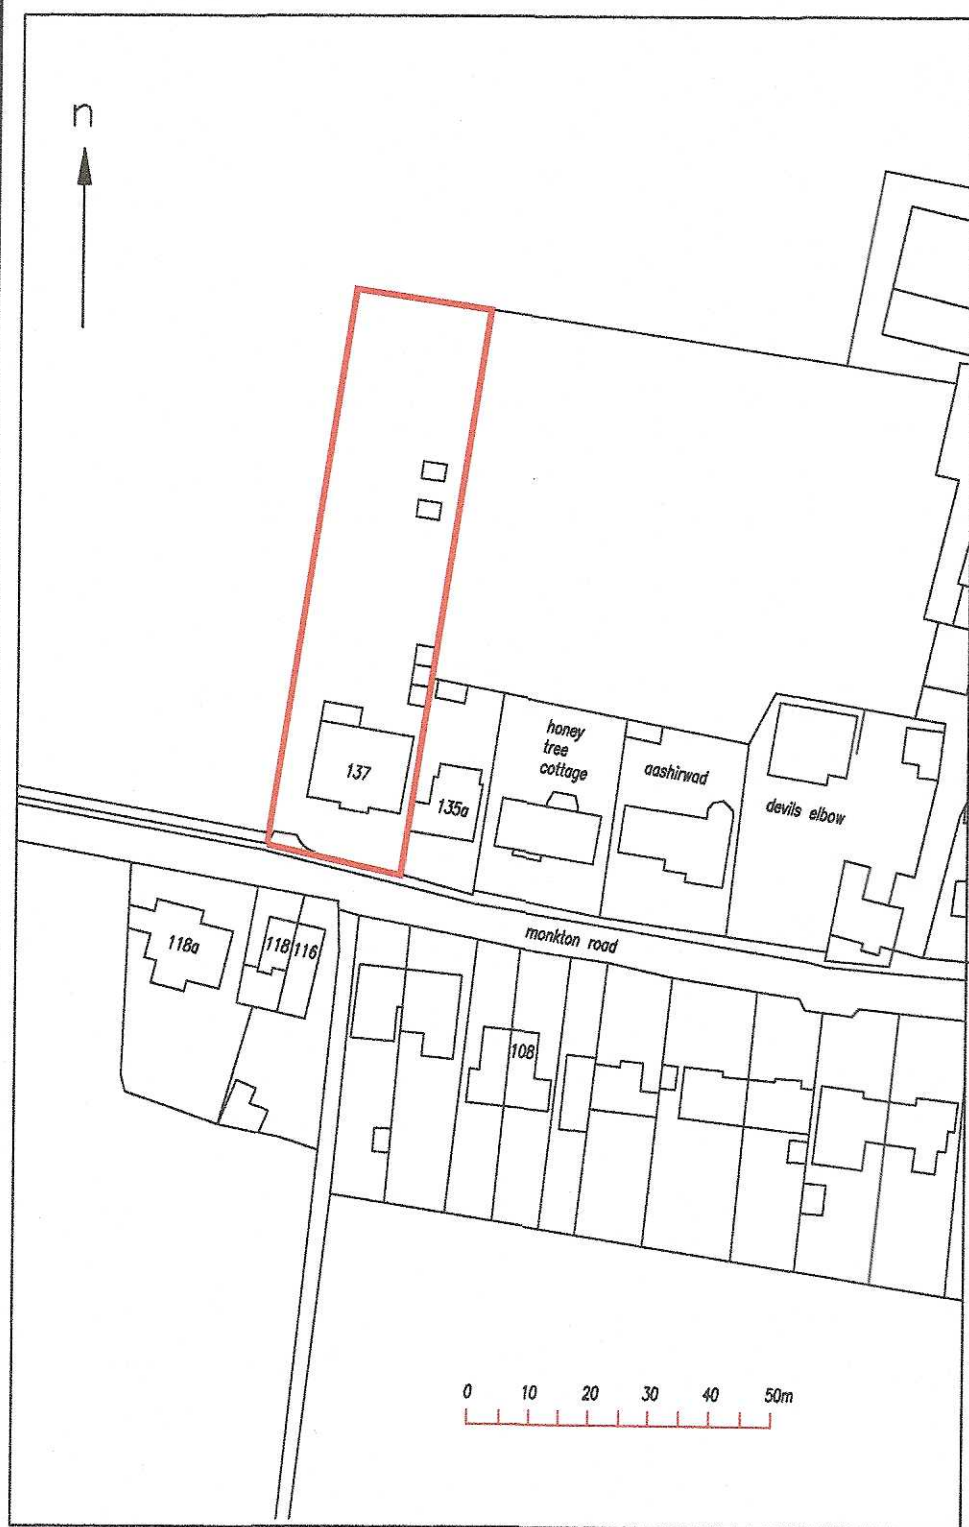 n
honey
tree
cottage
aashirwad
137
135a
devils elbow
monkton road
118a
118 116
108
0 10 20 30 40 50m